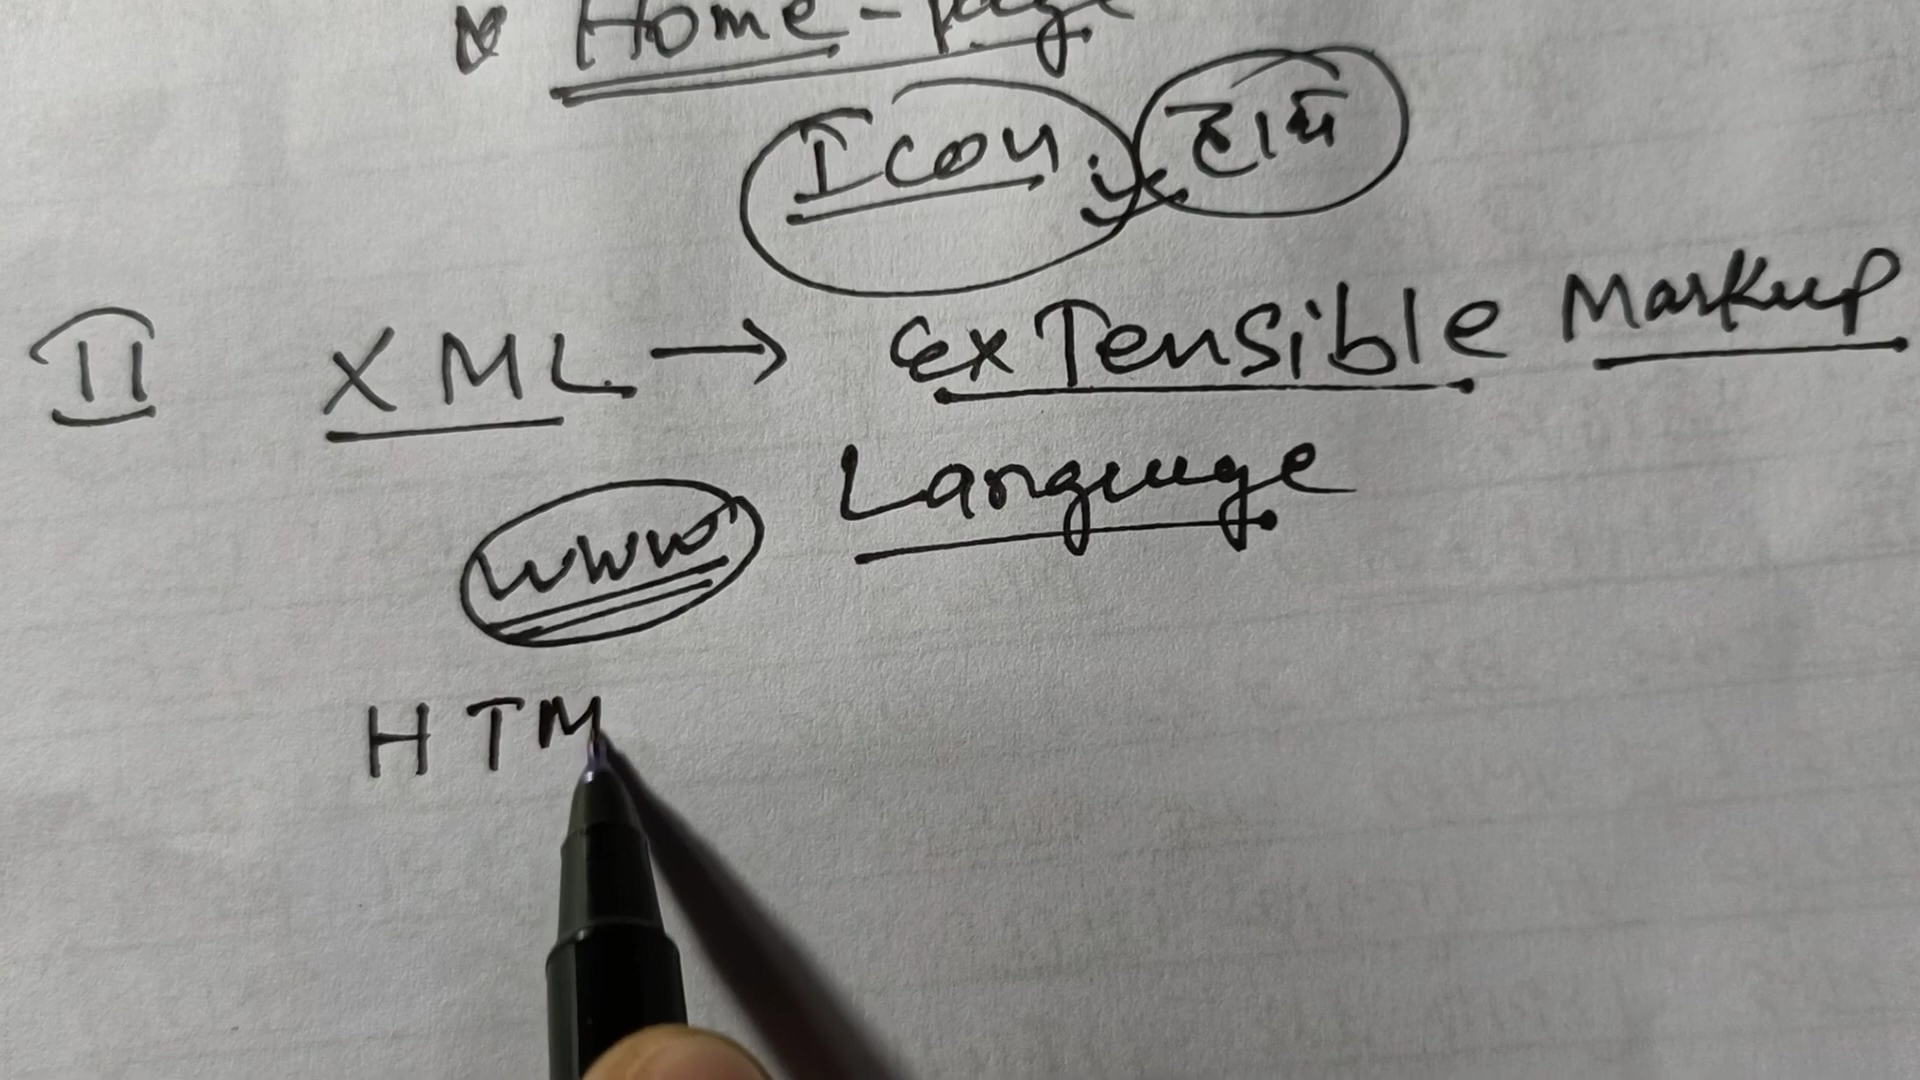 Home-page
Icon
हाथ
II XML → ExTensible Markup
Language
www
HTM